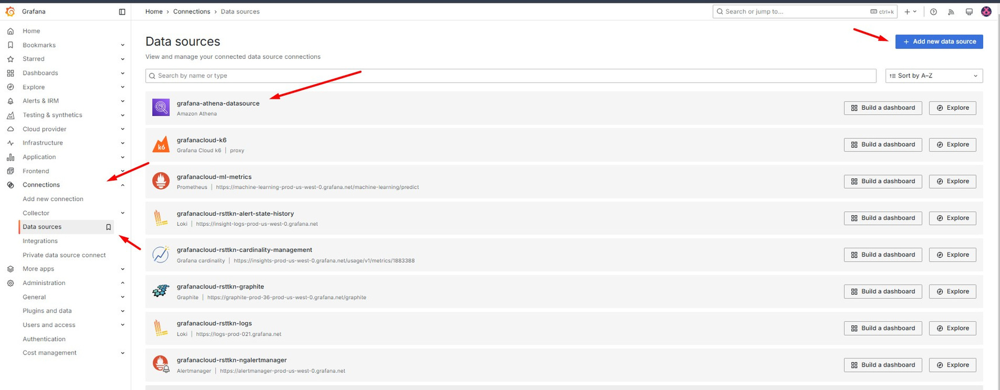 Grafana
Home › Connections › Data sources
Search or jump to...
ctrl+k
Home
Bookmarks
Starred
Dashboards
Explore
Alerts & IRM
Testing & synthetics
Cloud provider
Infrastructure
Application
Frontend
Connections
Add new connection
Collector
Data sources
Integrations
Private data source connect
More apps
Administration
General
Plugins and data
Users and access
Authentication
Cost management
Data sources
+ Add new data source
View and manage your connected data source connections
Search by name or type
Sort by A–Z
grafana-athena-datasource
Amazon Athena
Build a dashboard
Explore
k6
grafanacloud-k6
Grafana Cloud k6 | proxy
Build a dashboard
Explore
grafanacloud-ml-metrics
Prometheus | https://machine-learning-prod-us-west-0.grafana.net/machine-learning/predict
Build a dashboard
Explore
grafanacloud-rsttkn-alert-state-history
Loki | https://insight-logs-prod-us-west-0.grafana.net
Build a dashboard
Explore
grafanacloud-rsttkn-cardinality-management
Grafana cardinality | https://insights-prod-us-west-0.grafana.net/usage/v1/metrics/1883388
Build a dashboard
Explore
grafanacloud-rsttkn-graphite
Graphite | https://graphite-prod-36-prod-us-west-0.grafana.net/graphite
Build a dashboard
Explore
grafanacloud-rsttkn-logs
Loki | https://logs-prod-021.grafana.net
Build a dashboard
Explore
grafanacloud-rsttkn-ngalertmanager
Alertmanager | https://alertmanager-prod-us-west-0.grafana.net
Build a dashboard
Explore